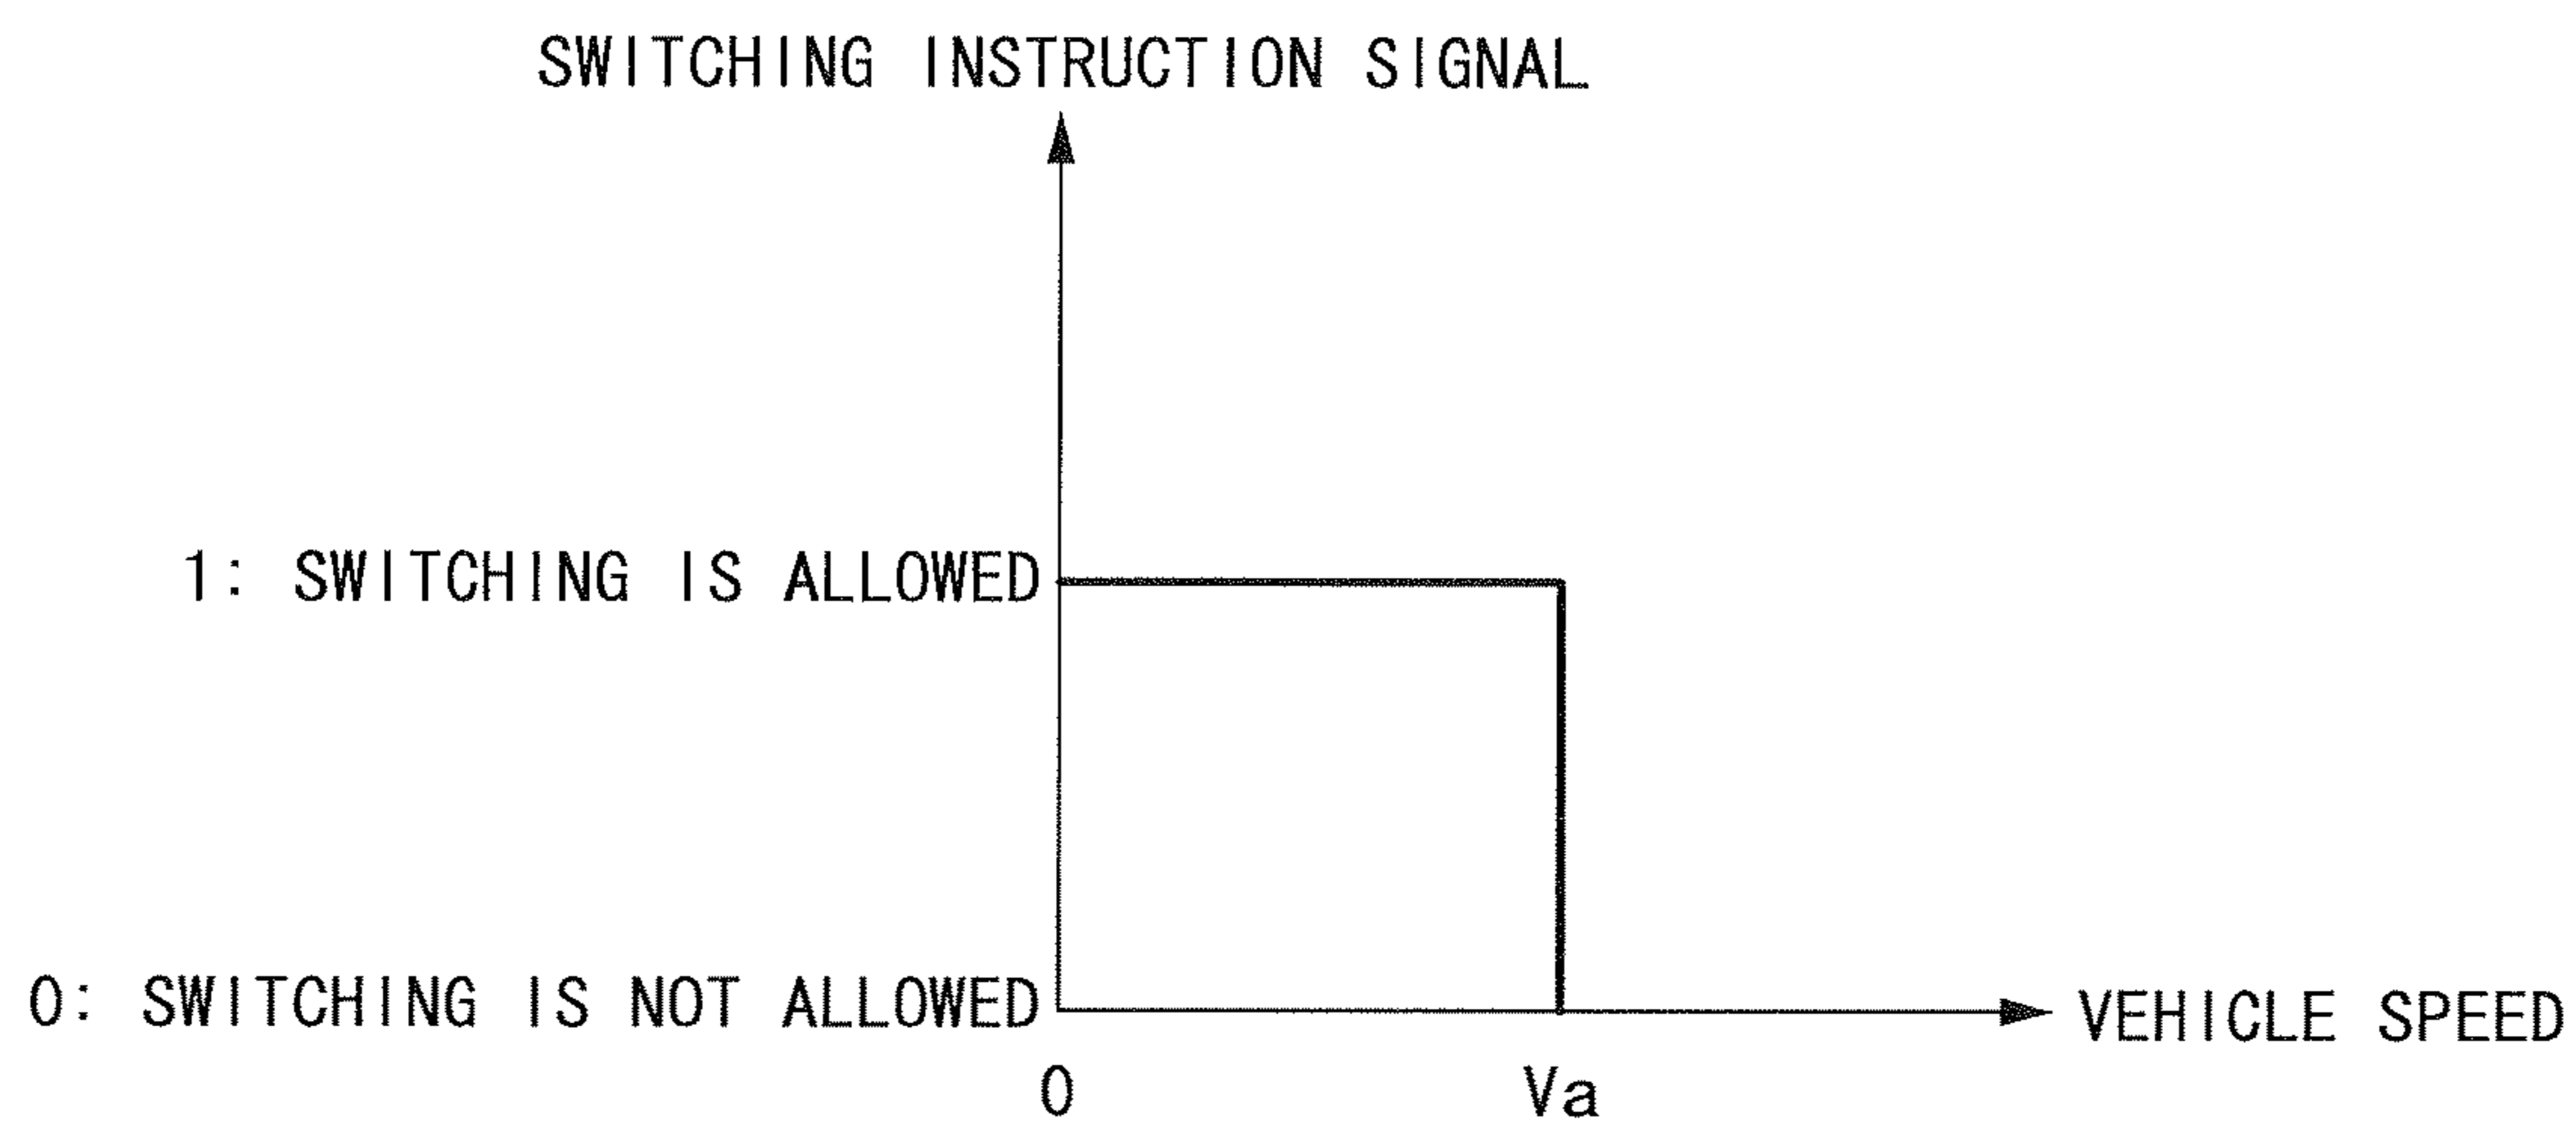 SWITCHING INSTRUCTION SIGNAL
1: SWITCHING IS ALLOWED
0: SWITCHING IS NOT ALLOWED
VEHICLE SPEED
0
Va